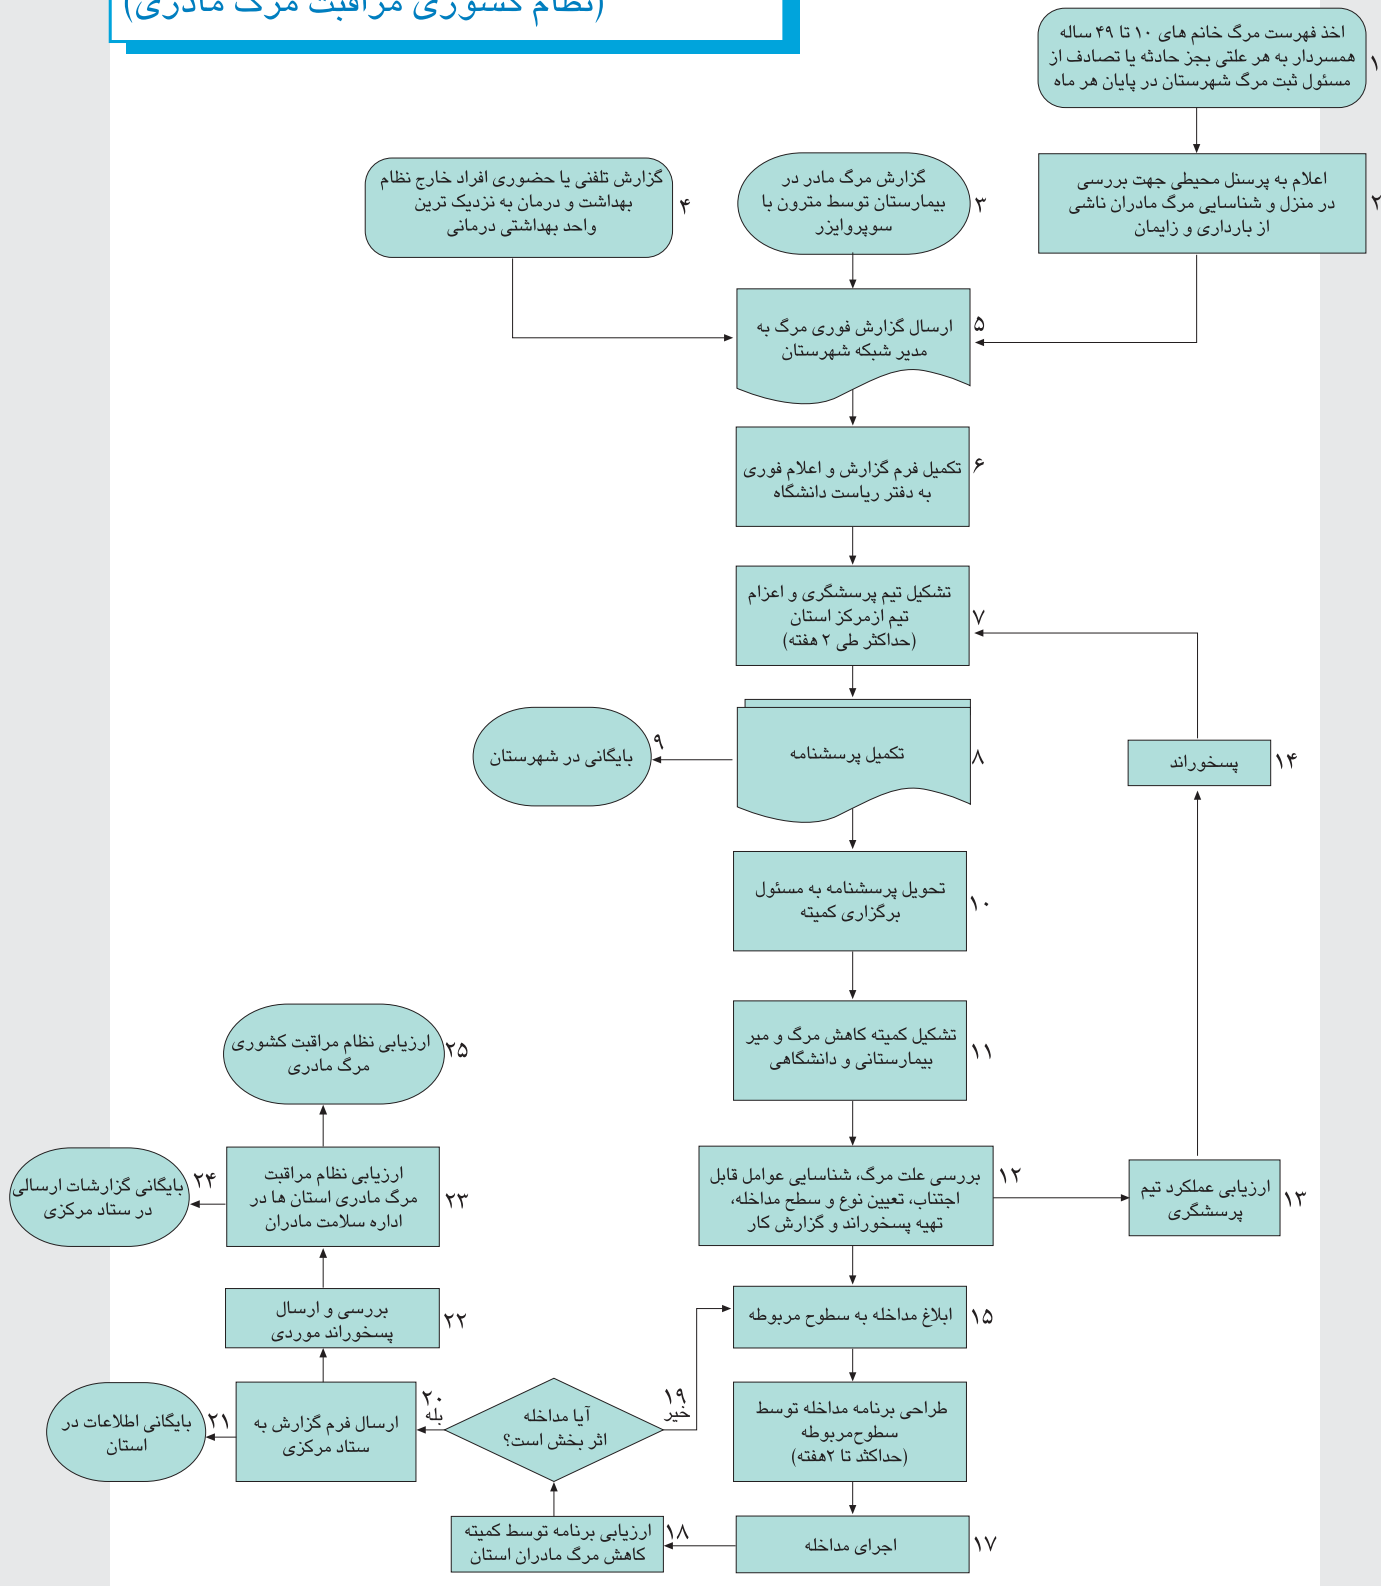 (نظام کشوری مراقبت مرگ مادری)
اخذ فهرست مرگ خانم های ۱۰ تا ۴۹ ساله
همسردار به هر علتی بجز حادثه یا تصادف از
مسئول ثبت مرگ شهرستان در پایان هر ماه
۱
اعلام به پرسنل محیطی جهت بررسی
در منزل و شناسایی مرگ مادران ناشی
از بارداری و زایمان
۲
گزارش مرگ مادر در
بیمارستان توسط مترون با
سوپروایزر
۳
گزارش تلفنی یا حضوری افراد خارج نظام
بهداشت و درمان به نزدیک ترین
واحد بهداشتی درمانی
۴
ارسال گزارش فوری مرگ به
مدیر شبکه شهرستان
۵
تکمیل فرم گزارش و اعلام فوری
به دفتر ریاست دانشگاه
۶
تشکیل تیم پرسشگری و اعزام
تیم ازمرکز استان
(حداکثر طی ۲ هفته)
۷
تکمیل پرسشنامه
۸
بایگانی در شهرستان
۹
تحویل پرسشنامه به مسئول
برگزاری کمیته
۱۰
تشکیل کمیته کاهش مرگ و میر
بیمارستانی و دانشگاهی
۱۱
بررسی علت مرگ، شناسایی عوامل قابل
اجتناب، تعیین نوع و سطح مداخله،
تهیه پسخوراند و گزارش کار
۱۲
ارزیابی عملکرد تیم
پرسشگری
۱۳
پسخوراند
۱۴
ابلاغ مداخله به سطوح مربوطه
۱۵
طراحی برنامه مداخله توسط
سطوح‌مربوطه
(حداکثد تا ۲هفته)
اجرای مداخله
۱۷
ارزیابی برنامه توسط کمیته
کاهش مرگ مادران استان
۱۸
آیا مداخله
اثر بخش است؟
۱۹
خیر
۲۰
بله
ارسال فرم گزارش به
ستاد مرکزی
بایگانی اطلاعات در
استان
۲۱
بررسی و ارسال
پسخوراند موردی
۲۲
ارزیابی نظام مراقبت
مرگ مادری استان ها در
اداره سلامت مادران
۲۳
بایگانی گزارشات ارسالی
در ستاد مرکزی
۲۴
ارزیابی نظام مراقبت کشوری
مرگ مادری
۲۵